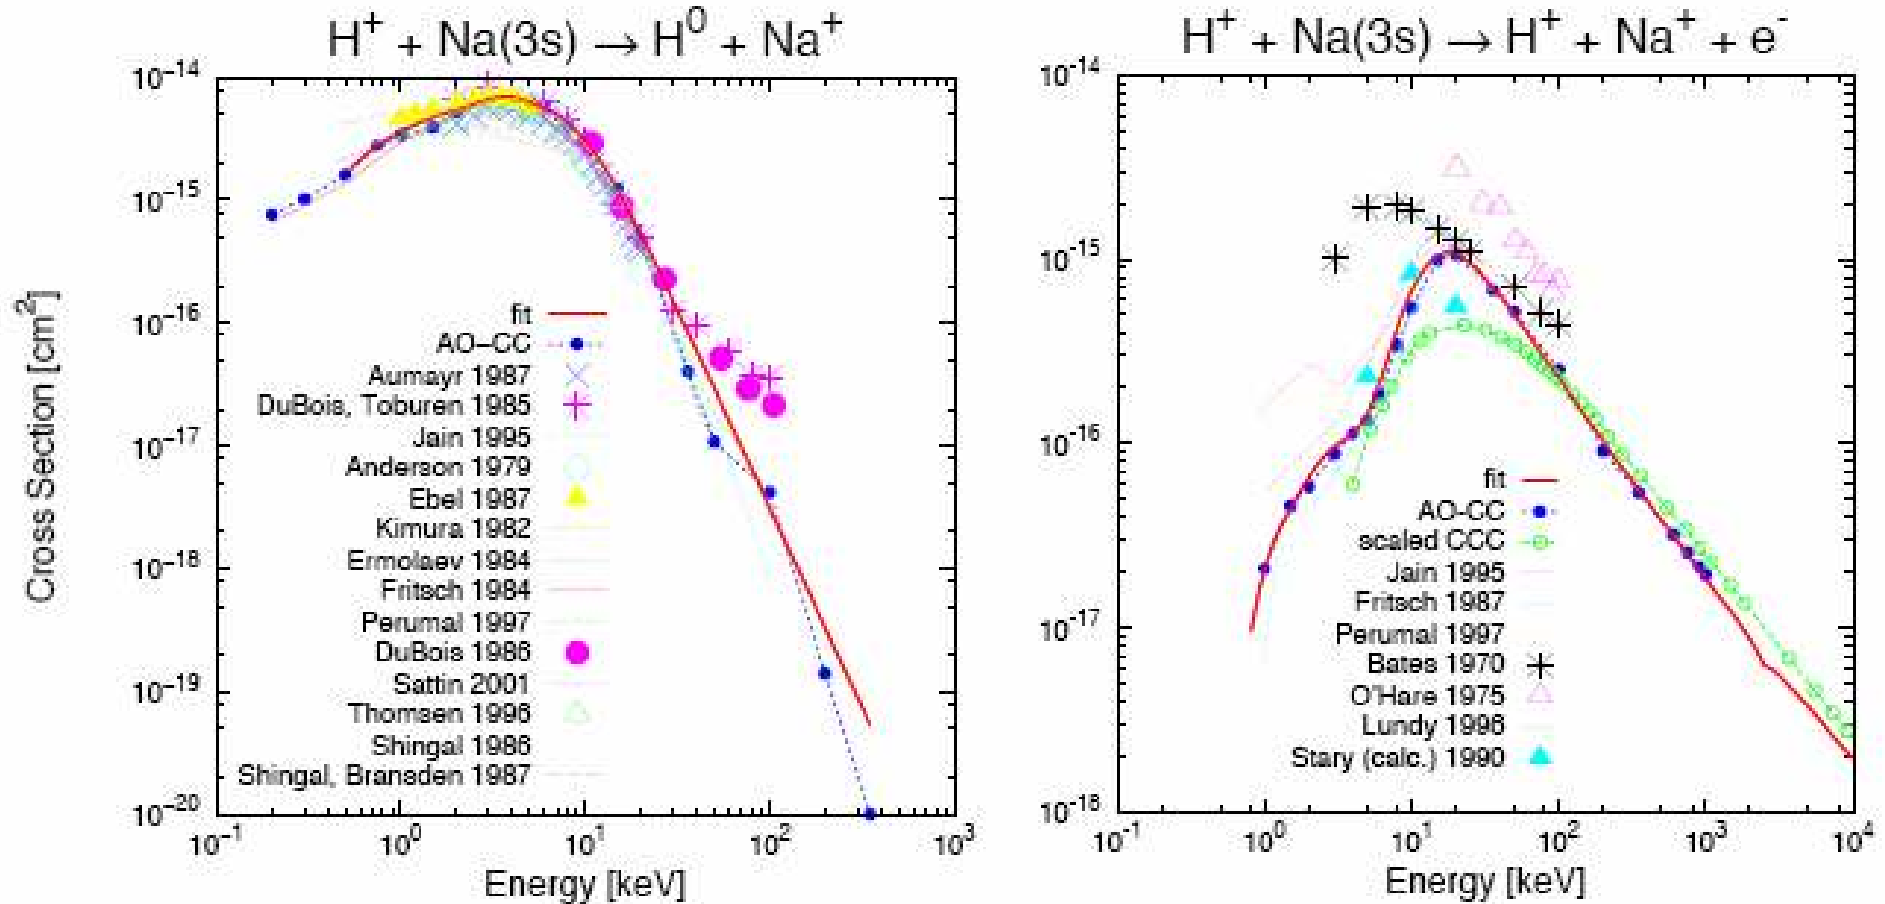 H⁺ + Na(3s) → H⁰ + Na⁺
Cross Section [cm²]
10⁻¹⁴
10⁻¹⁵
10⁻¹⁶
10⁻¹⁷
10⁻¹⁸
10⁻¹⁹
10⁻²⁰
fit
AO–CC
Aumayr 1987
DuBois, Toburen 1985
Jain 1995
Anderson 1979
Ebel 1987
Kimura 1982
Ermolaev 1984
Fritsch 1984
Perumal 1997
DuBois 1986
Sattin 2001
Thomsen 1996
Shingal 1986
Shingal, Bransden 1987
10⁻¹ 10⁰ 10¹ 10² 10³
Energy [keV]
H⁺ + Na(3s) → H⁺ + Na⁺ + e⁻
10⁻¹⁴
10⁻¹⁵
10⁻¹⁶
10⁻¹⁷
10⁻¹⁸
fit
AO-CC
scaled CCC
Jain 1995
Fritsch 1987
Perumal 1997
Bates 1970
O'Hare 1975
Lundy 1996
Stary (calc.) 1990
10⁻¹ 10⁰ 10¹ 10² 10³ 10⁴
Energy [keV]